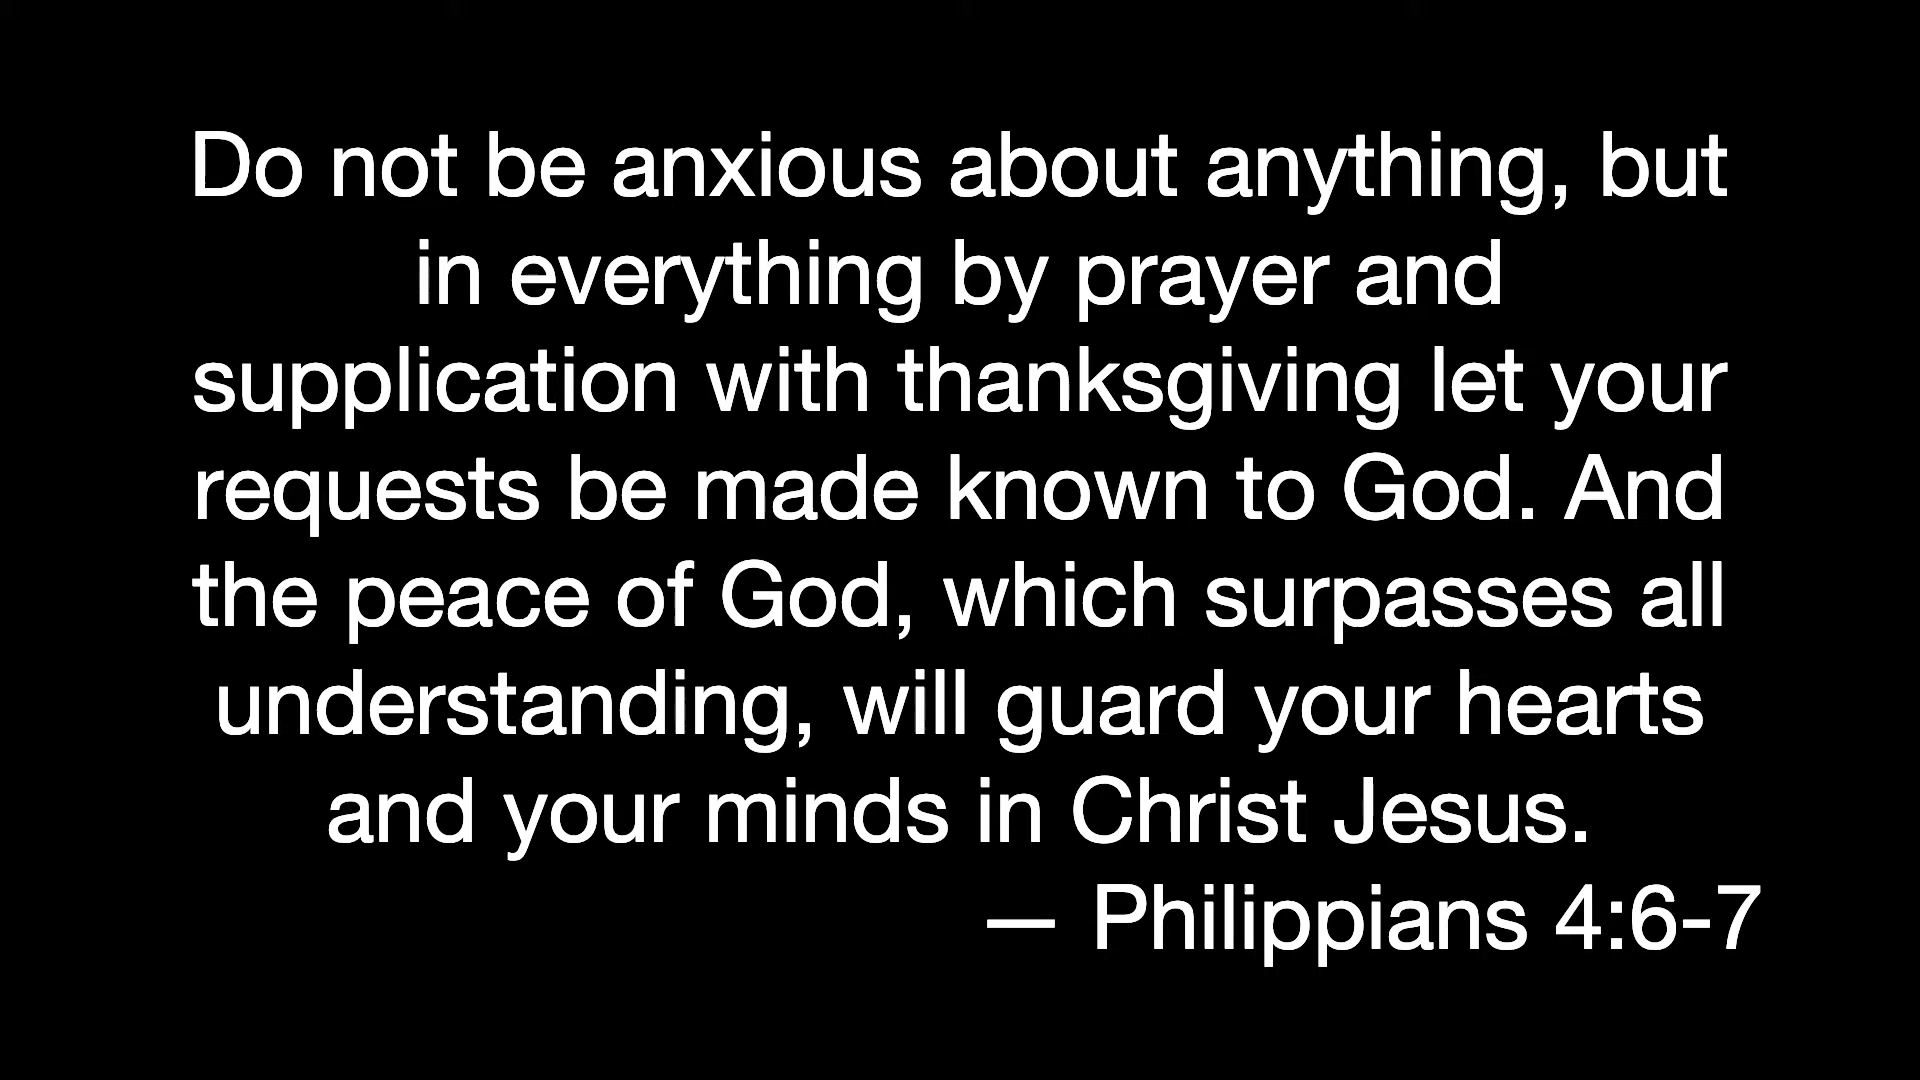 Do not be anxious about anything, but
in everything by prayer and
supplication with thanksgiving let your
requests be made known to God. And
the peace of God, which surpasses all
understanding, will guard your hearts
and your minds in Christ Jesus.
— Philippians 4:6-7